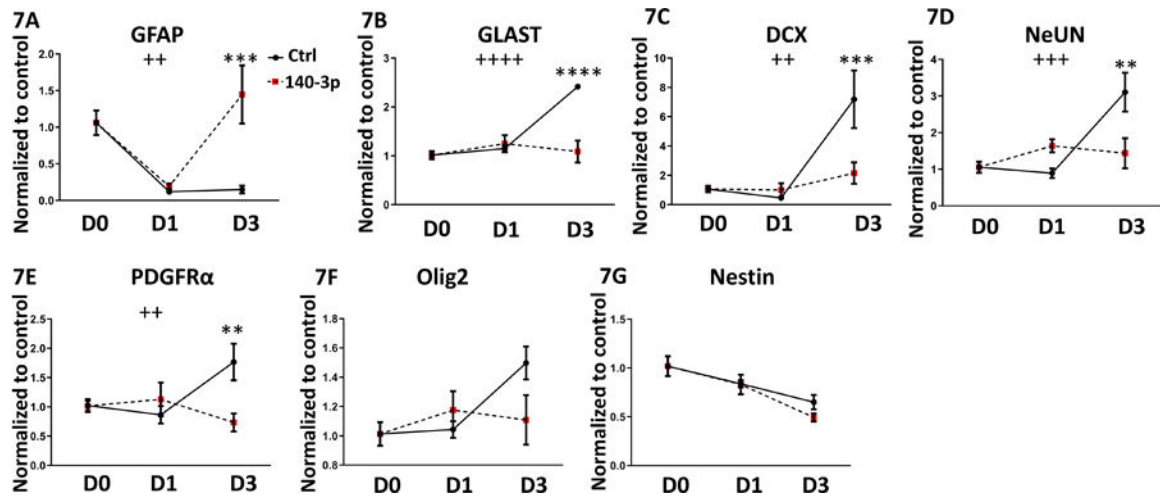 7A
GFAP
Normalized to control
++
***
Ctrl
140-3p
2.0
1.5
1.0
0.5
0.0
D0 D1 D3
7B
GLAST
Normalized to control
++++
****
3
2
1
0
D0 D1 D3
7C
DCX
Normalized to control
++
***
10
8
6
4
2
0
D0 D1 D3
7D
NeUN
Normalized to control
+++
**
4
3
2
1
0
D0 D1 D3
7E
PDGFRα
Normalized to control
++
**
2.5
2.0
1.5
1.0
0.5
0.0
D0 D1 D3
7F
Olig2
Normalized to control
1.8
1.6
1.4
1.2
1.0
0.8
D0 D1 D3
7G
Nestin
Normalized to control
1.5
1.0
0.5
0.0
D0 D1 D3